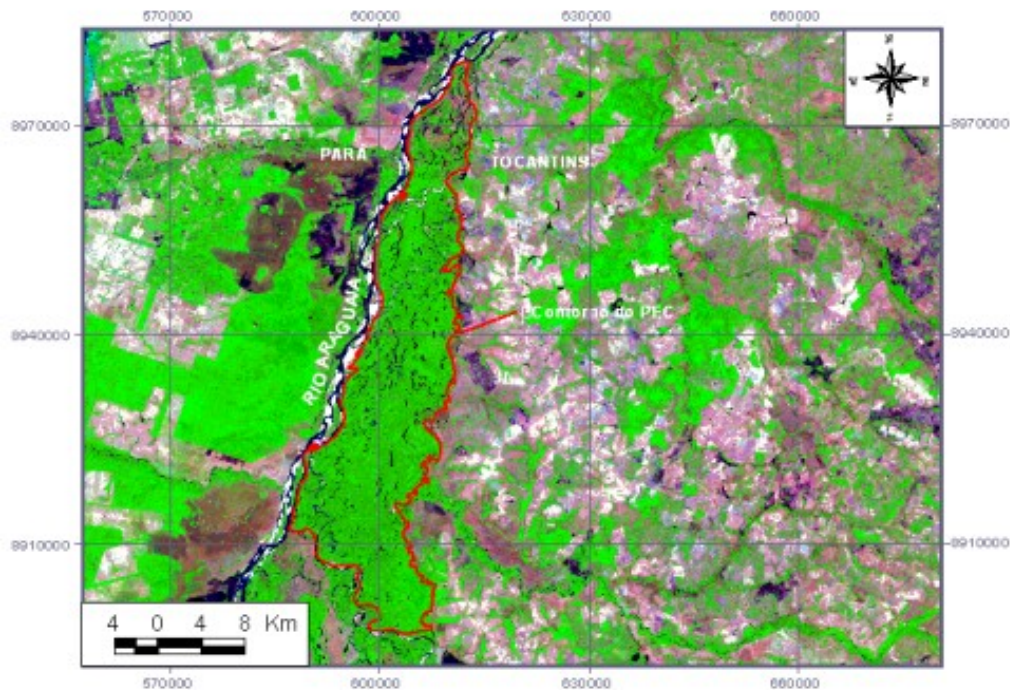 570000 600000 630000 660000
8970000 8970000
PARÁ
TOCANTINS
RIO ARAGUAIA
Contorno do PEC
8940000 8940000
8910000 8910000
4 0 4 8 Km
570000 600000 630000 660000